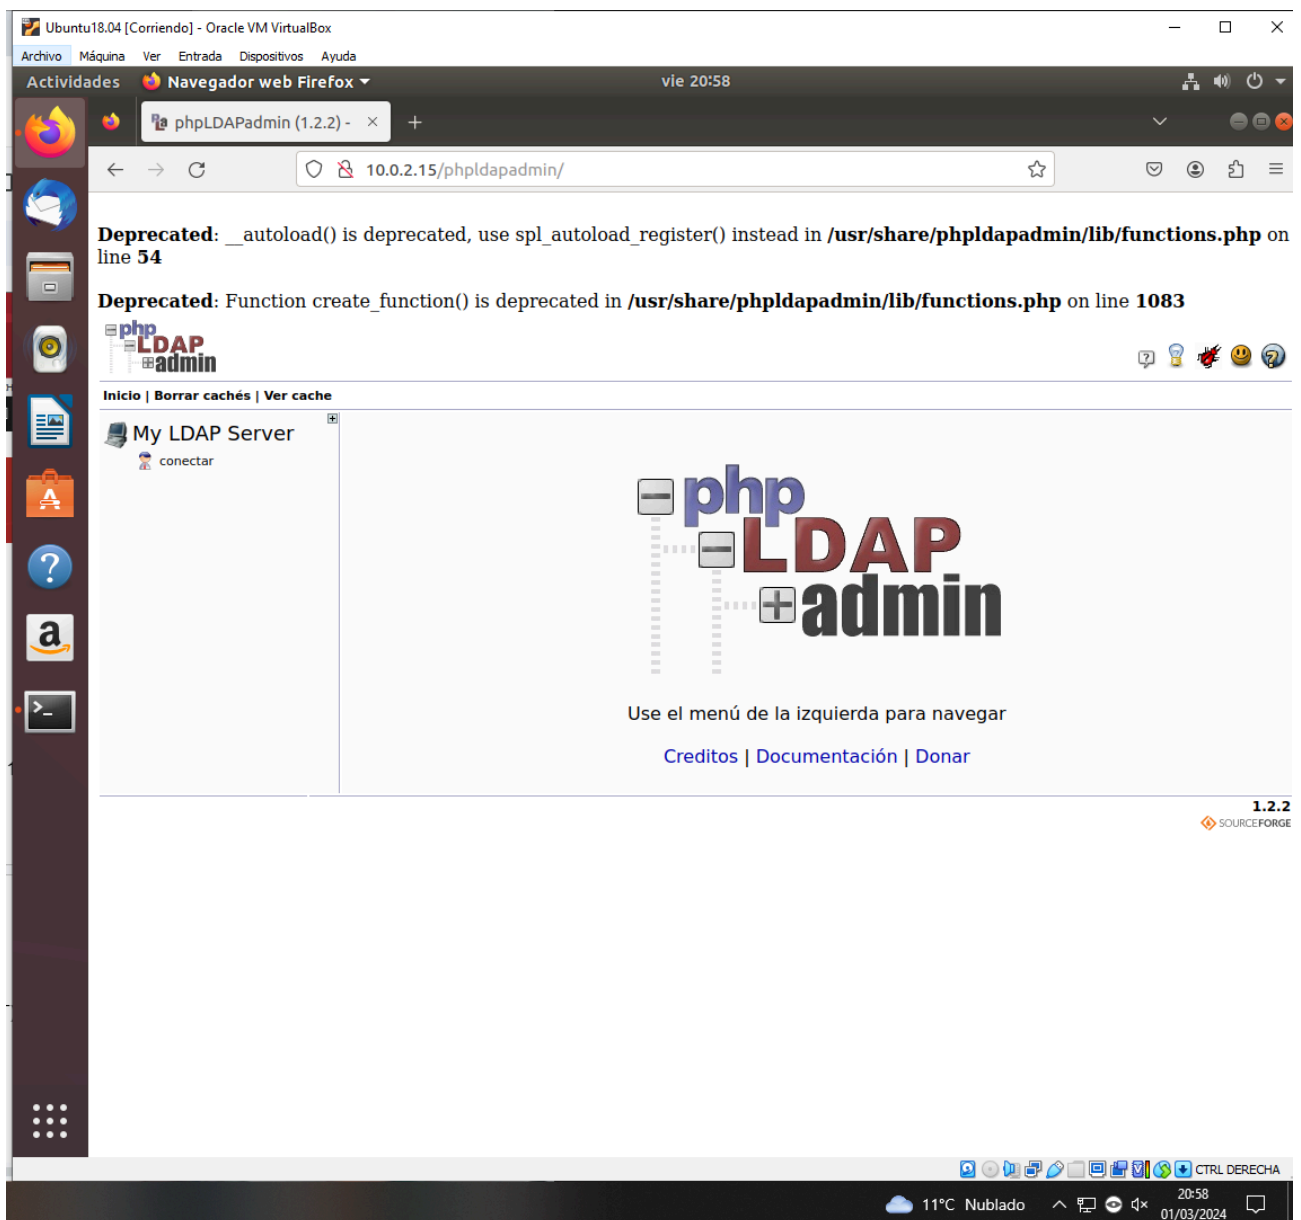 Ubuntu18.04 [Corriendo] - Oracle VM VirtualBox
Archivo Máquina Ver Entrada Dispositivos Ayuda
Actividades Navegador web Firefox vie 20:58
phpLDAPadmin (1.2.2) -
10.0.2.15/phpldapadmin/
Deprecated: __autoload() is deprecated, use spl_autoload_register() instead in /usr/share/phpldapadmin/lib/functions.php on
line 54
Deprecated: Function create_function() is deprecated in /usr/share/phpldapadmin/lib/functions.php on line 1083
php
LDAP
admin
Inicio | Borrar cachés | Ver cache
My LDAP Server
conectar
php
LDAP
admin
Use el menú de la izquierda para navegar
Creditos | Documentación | Donar
1.2.2
SOURCEFORGE
CTRL DERECHA
11°C Nublado
20:58
01/03/2024